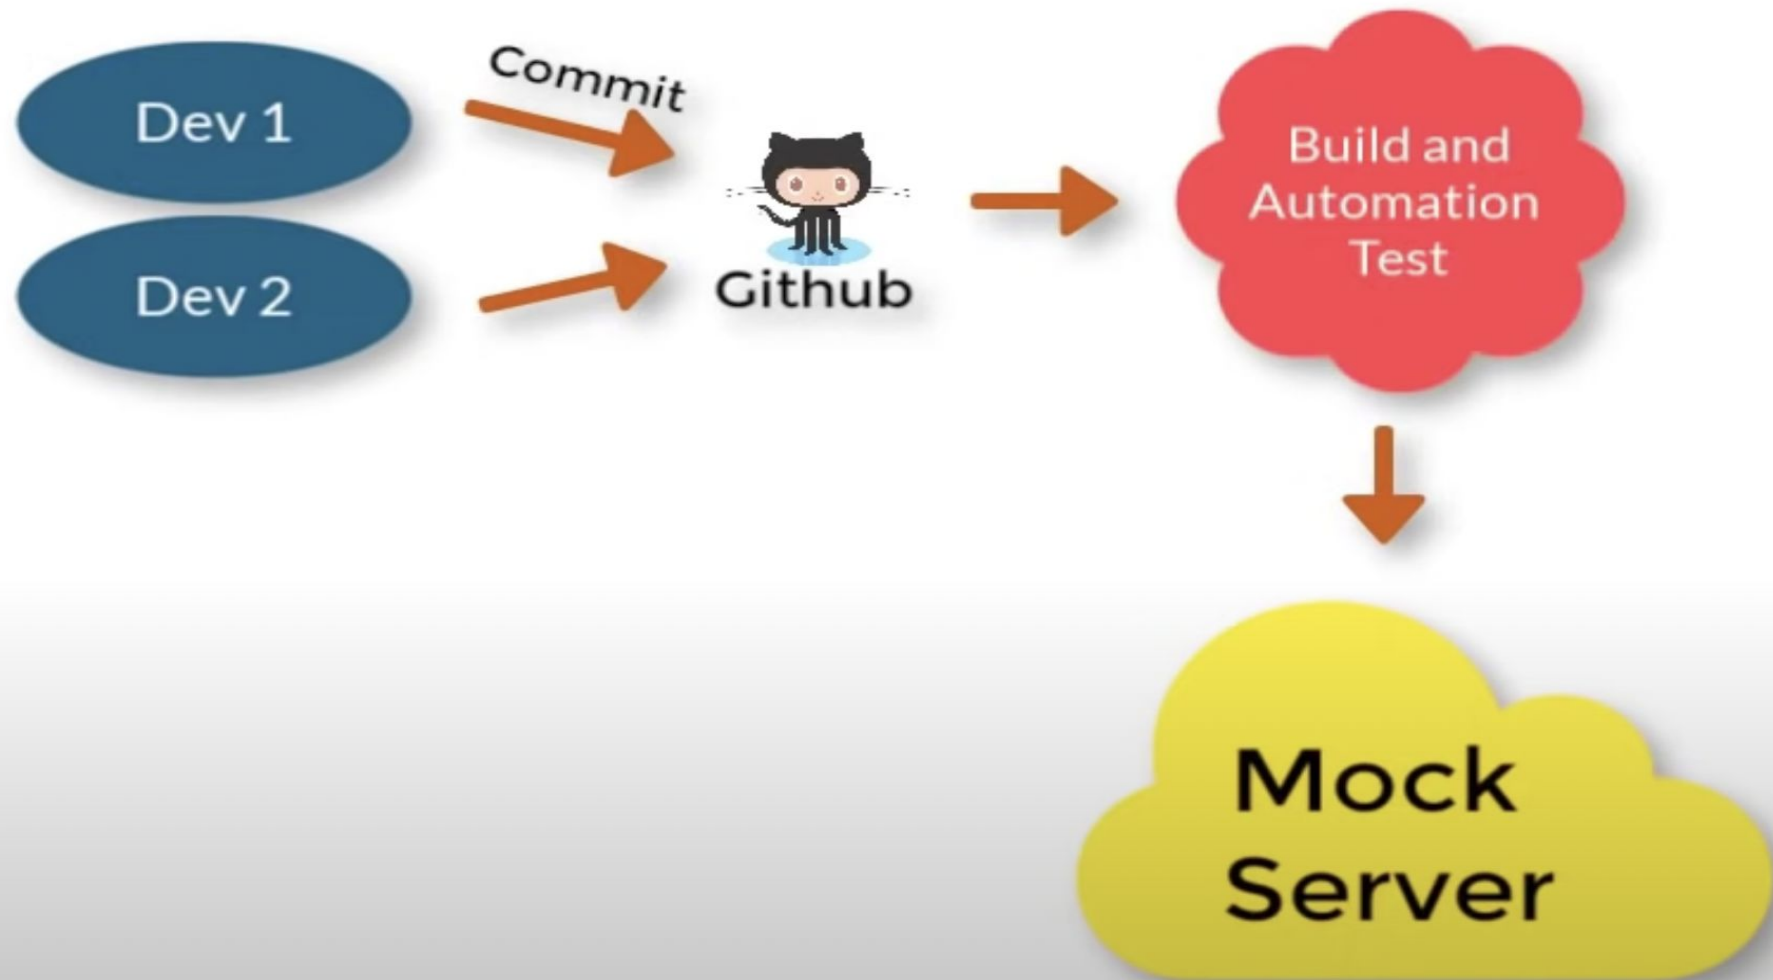 Dev 1
Commit
Dev 2
Github
Build and
Automation
Test
Mock
Server